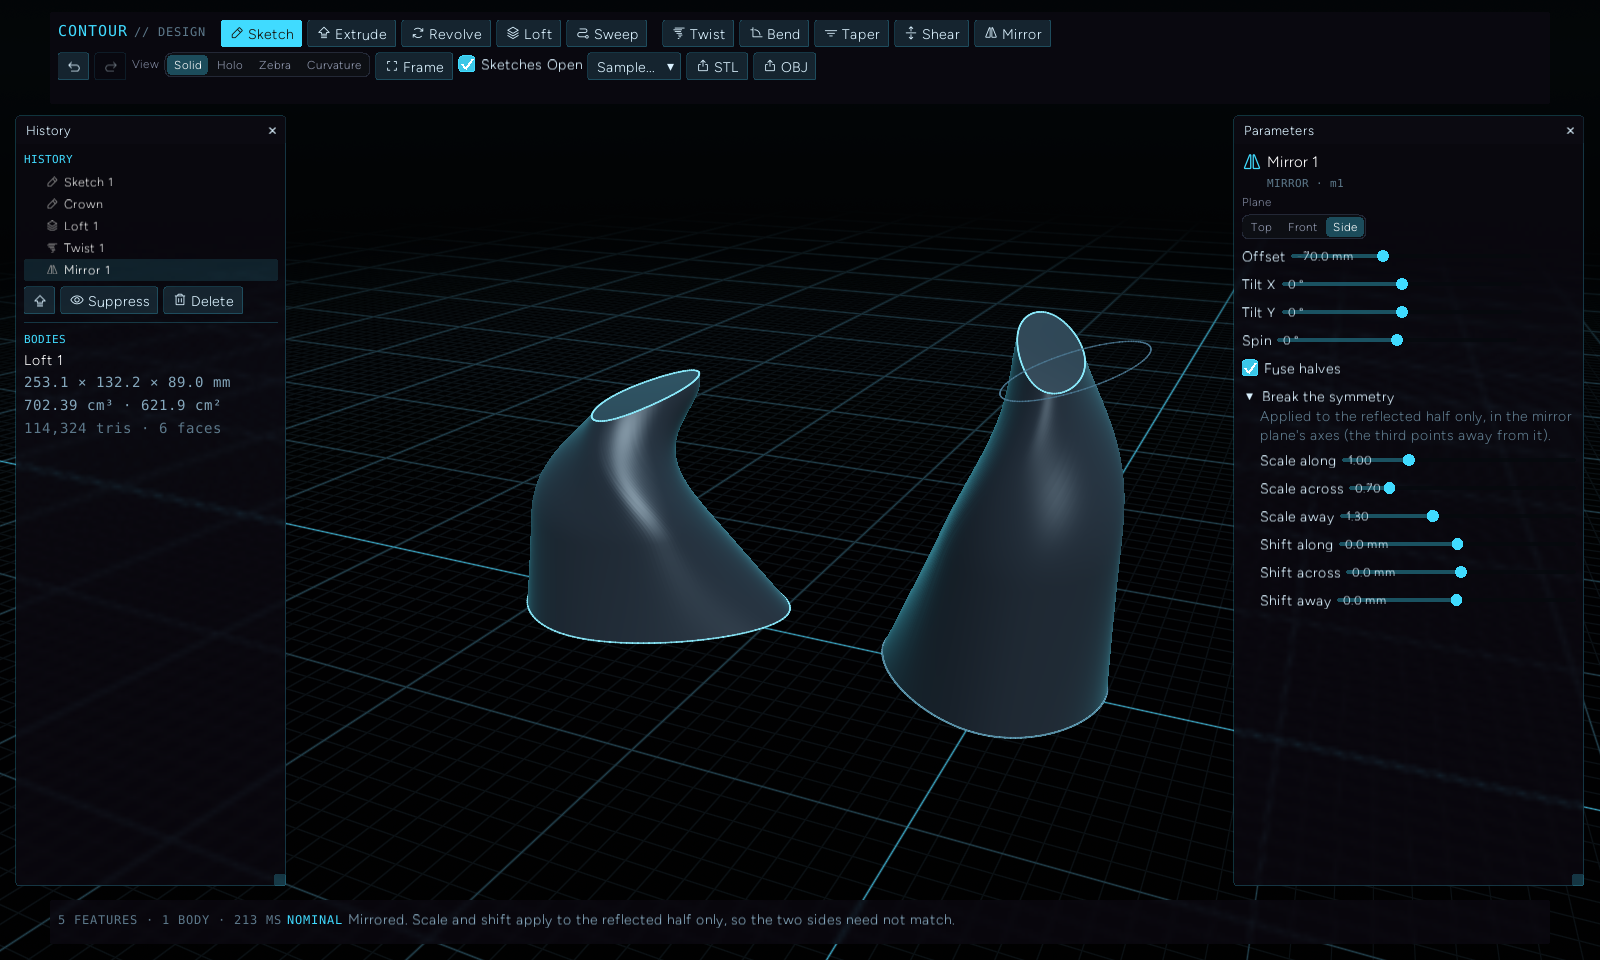 CONTOUR // DESIGN Sketch Extrude Revolve Loft Sweep Twist Bend Taper Shear Mirror
View Solid Holo Zebra Curvature Frame Sketches Open Sample... STL OBJ
History
HISTORY
Sketch 1
Crown
Loft 1
Twist 1
Mirror 1
Suppress Delete
BODIES
Loft 1
253.1 × 132.2 × 89.0 mm
702.39 cm³ · 621.9 cm²
114,324 tris · 6 faces
Parameters
Mirror 1
MIRROR · m1
Plane
Top Front Side
Offset 70.0 mm
Tilt X 0 °
Tilt Y 0 °
Spin 0 °
Fuse halves
Break the symmetry
Applied to the reflected half only, in the mirror
plane's axes (the third points away from it).
Scale along 1.00
Scale across 0.70
Scale away 1.30
Shift along 0.0 mm
Shift across 0.0 mm
Shift away 0.0 mm
5 FEATURES · 1 BODY · 213 MS NOMINAL Mirrored. Scale and shift apply to the reflected half only, so the two sides need not match.